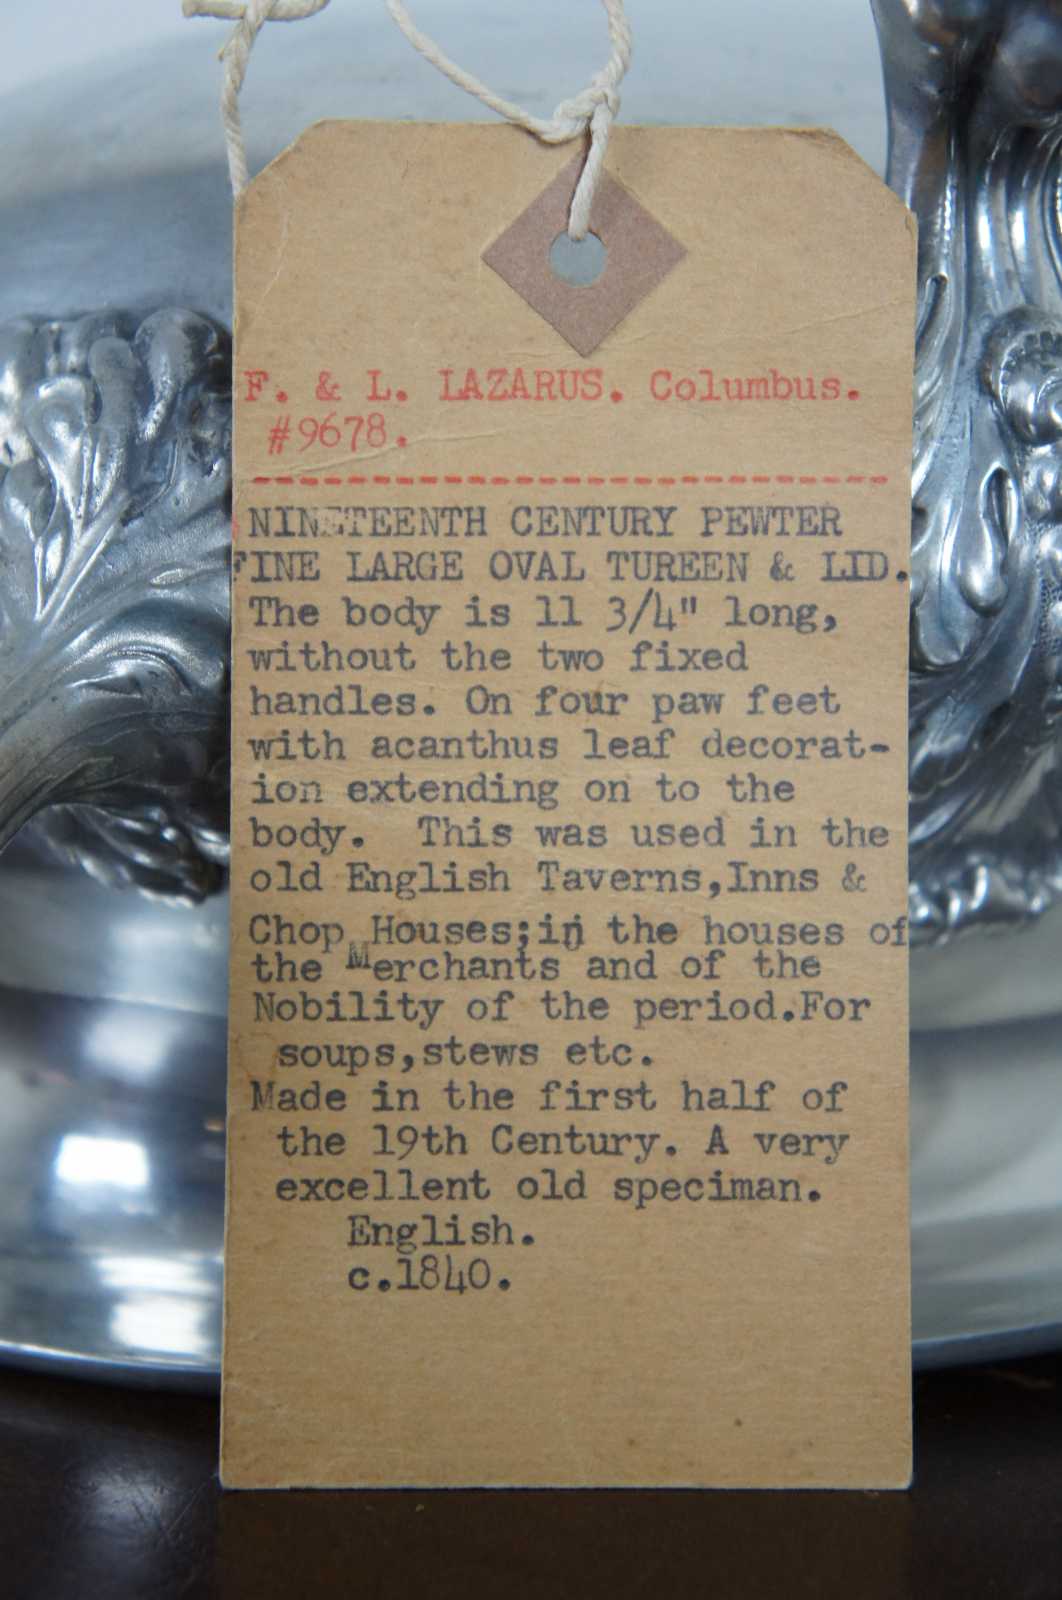 F. & L. LAZARUS. Columbus.
#9678.
NINETEENTH CENTURY PEWTER
FINE LARGE OVAL TUREEN & LID.
The body is 11 3/4" long,
without the two fixed
handles. On four paw feet
with acanthus leaf decorat-
ion extending on to the
body. This was used in the
old English Taverns,Inns &
Chop Houses;in the houses of
the Merchants and of the
Nobility of the period.For
soups,stews etc.
Made in the first half of
the 19th Century. A very
excellent old speciman.
English.
c.1840.